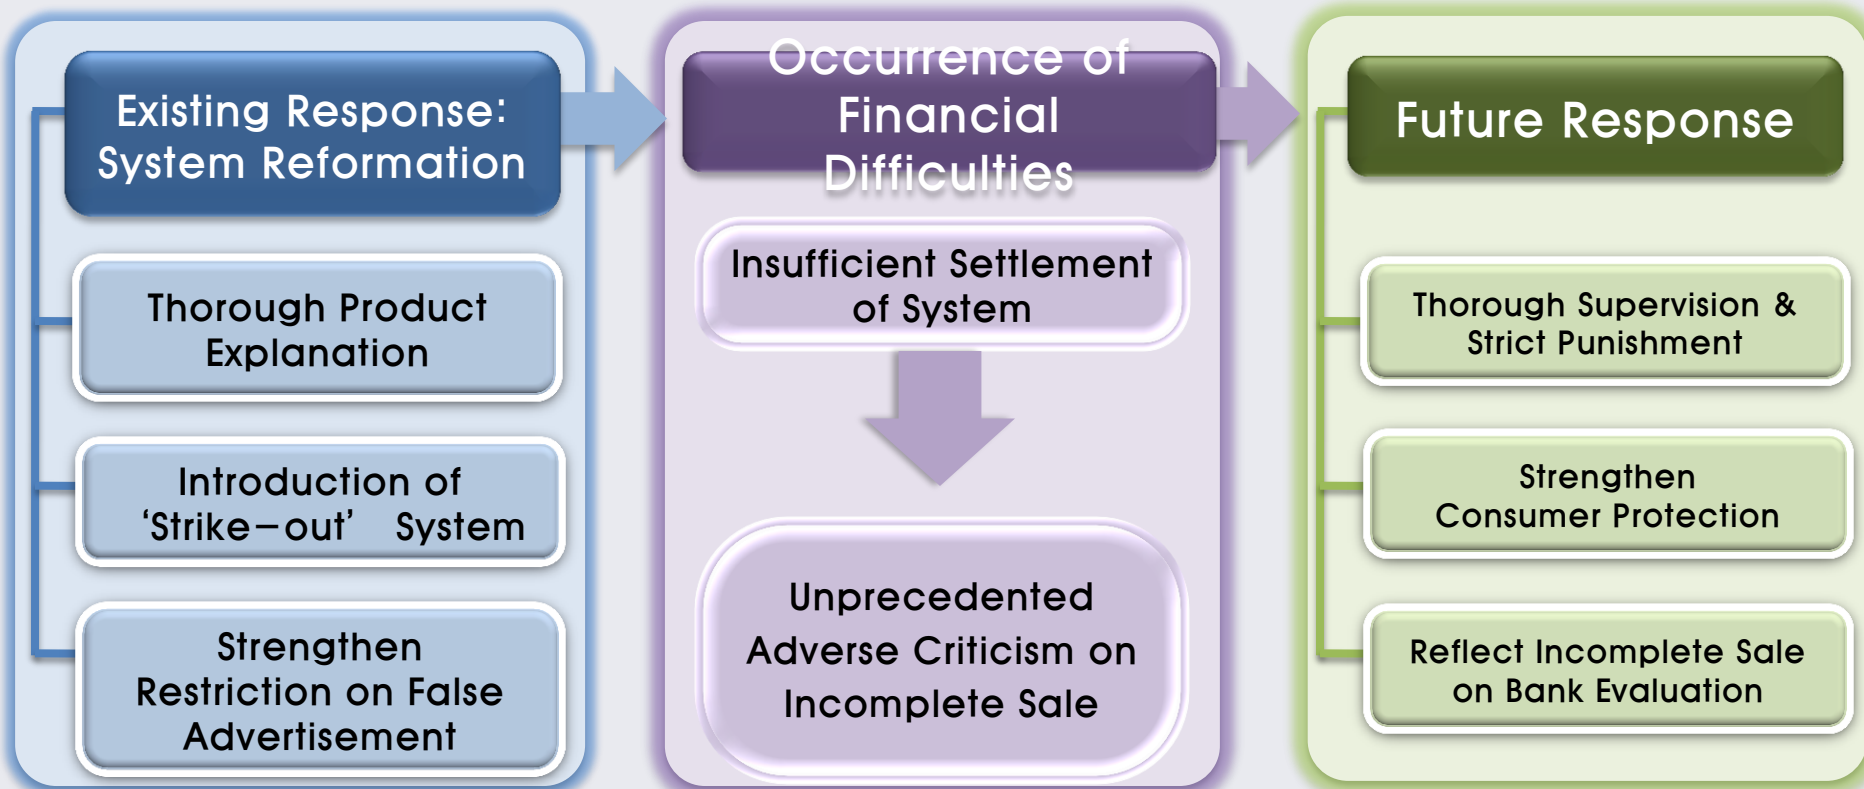 Existing Response:
System Reformation
Thorough Product
Explanation
Introduction of
‘Strike-out’ System
Strengthen
Restriction on False
Advertisement
Occurrence of
Financial
Difficulties
Insufficient Settlement
of System
Unprecedented
Adverse Criticism on
Incomplete Sale
Future Response
Thorough Supervision &
Strict Punishment
Strengthen
Consumer Protection
Reflect Incomplete Sale
on Bank Evaluation